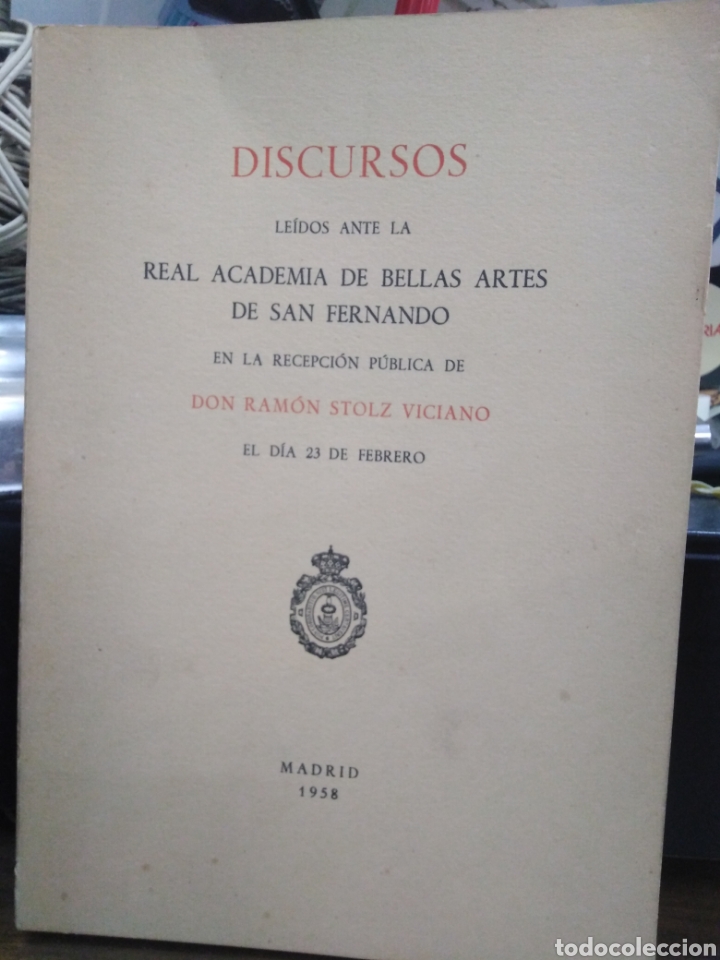 DISCURSOS
LEÍDOS ANTE LA
REAL ACADEMIA DE BELLAS ARTES
DE SAN FERNANDO
EN LA RECEPCIÓN PÚBLICA DE
DON RAMÓN STOLZ VICIANO
EL DÍA 23 DE FEBRERO
MADRID
1958
RIA
todocoleccion